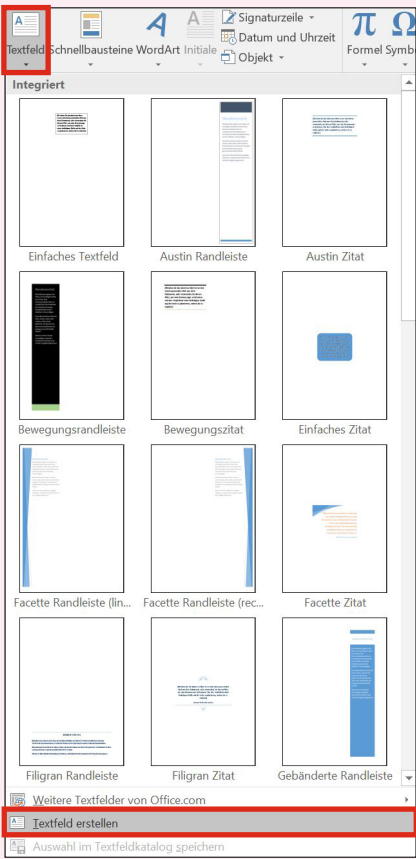 Signaturzeile
Datum und Uhrzeit
Objekt
Textfeld Schnellbausteine WordArt Initiale Formel
Integriert
Einfaches Textfeld Austin Randleiste Austin Zitat
Bewegungsrandleiste Bewegungszitat Einfaches Zitat
Facette Randleiste (lin... Facette Randleiste (rec... Facette Zitat
Filigran Randleiste Filigran Zitat Gebänderte Randleiste
Weitere Textfelder von Office.com
Textfeld erstellen
Auswahl im Textfeldkatalog speichern